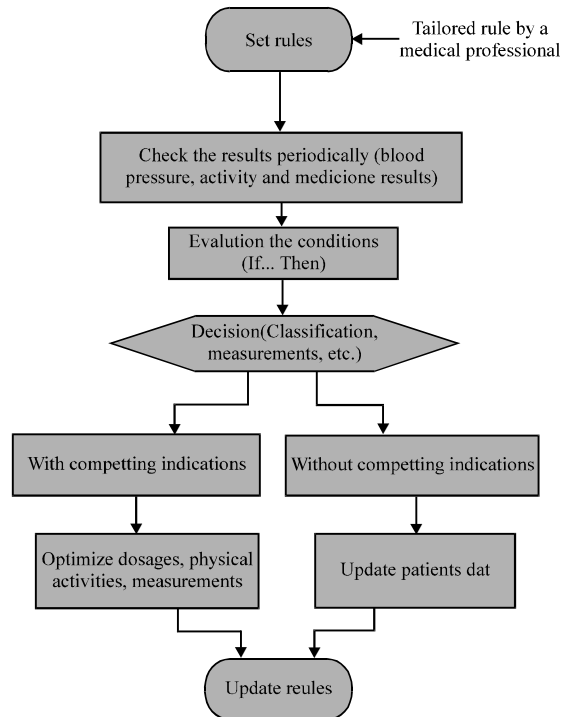 Set rules
Tailored rule by a
medical professional
Check the results periodically (blood
pressure, activity and medicione results)
Evalution the conditions
(If... Then)
Decision(Classification,
measurements, etc.)
With competting indications
Without competting indications
Optimize dosages, physical
activities, measurements
Update patients dat
Update reules